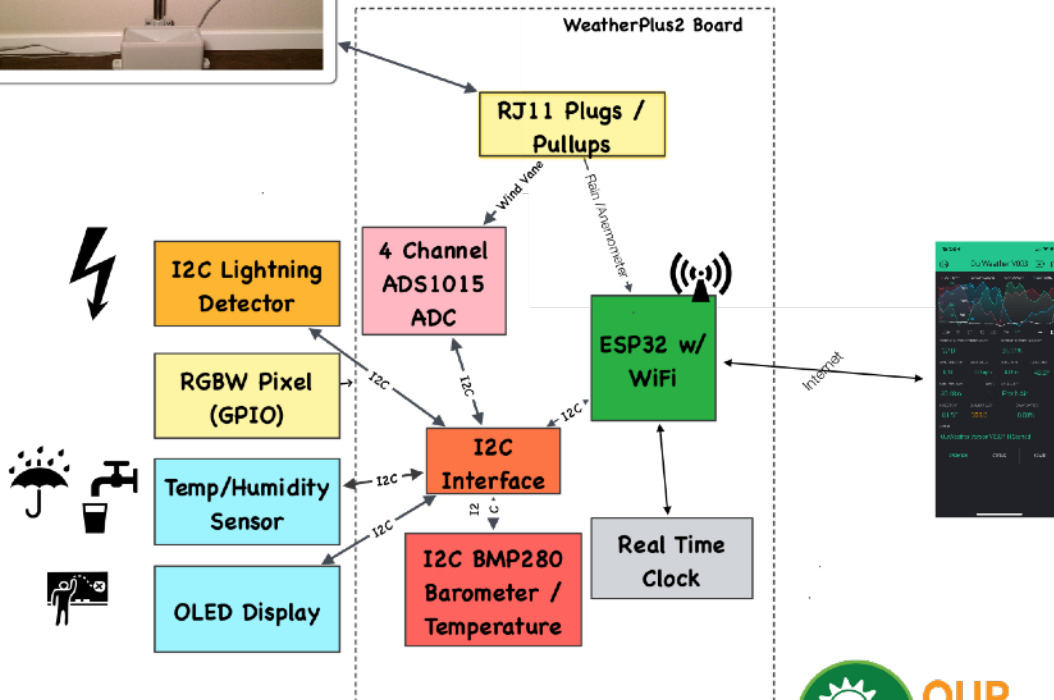 WeatherPlus2 Board
RJ11 Plugs /
Pullups
Wind Vane
Rain /Anemometer
4 Channel
ADS1015
ADC
I2C Lightning
Detector
ESP32 w/
WiFi
RGBW Pixel
(GPIO)
I2C
I2C
I2C
Internet
I2C
Interface
Temp/Humidity
Sensor
I2C
I2C
I2C
OLED Display
I2C BMP280
Barometer /
Temperature
Real Time
Clock
OUR